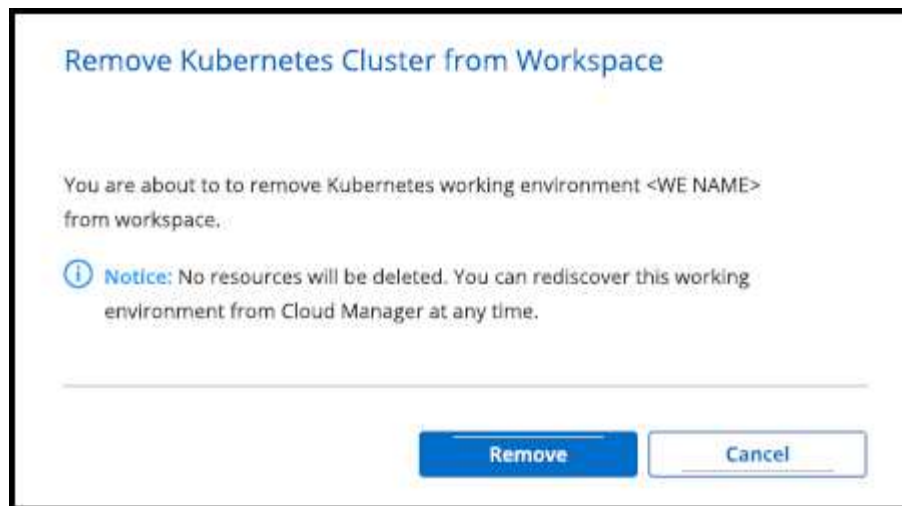 Remove Kubernetes Cluster from Workspace
You are about to to remove Kubernetes working environment <WE NAME>
from workspace.
Notice: No resources will be deleted. You can rediscover this working
environment from Cloud Manager at any time.
Remove
Cancel